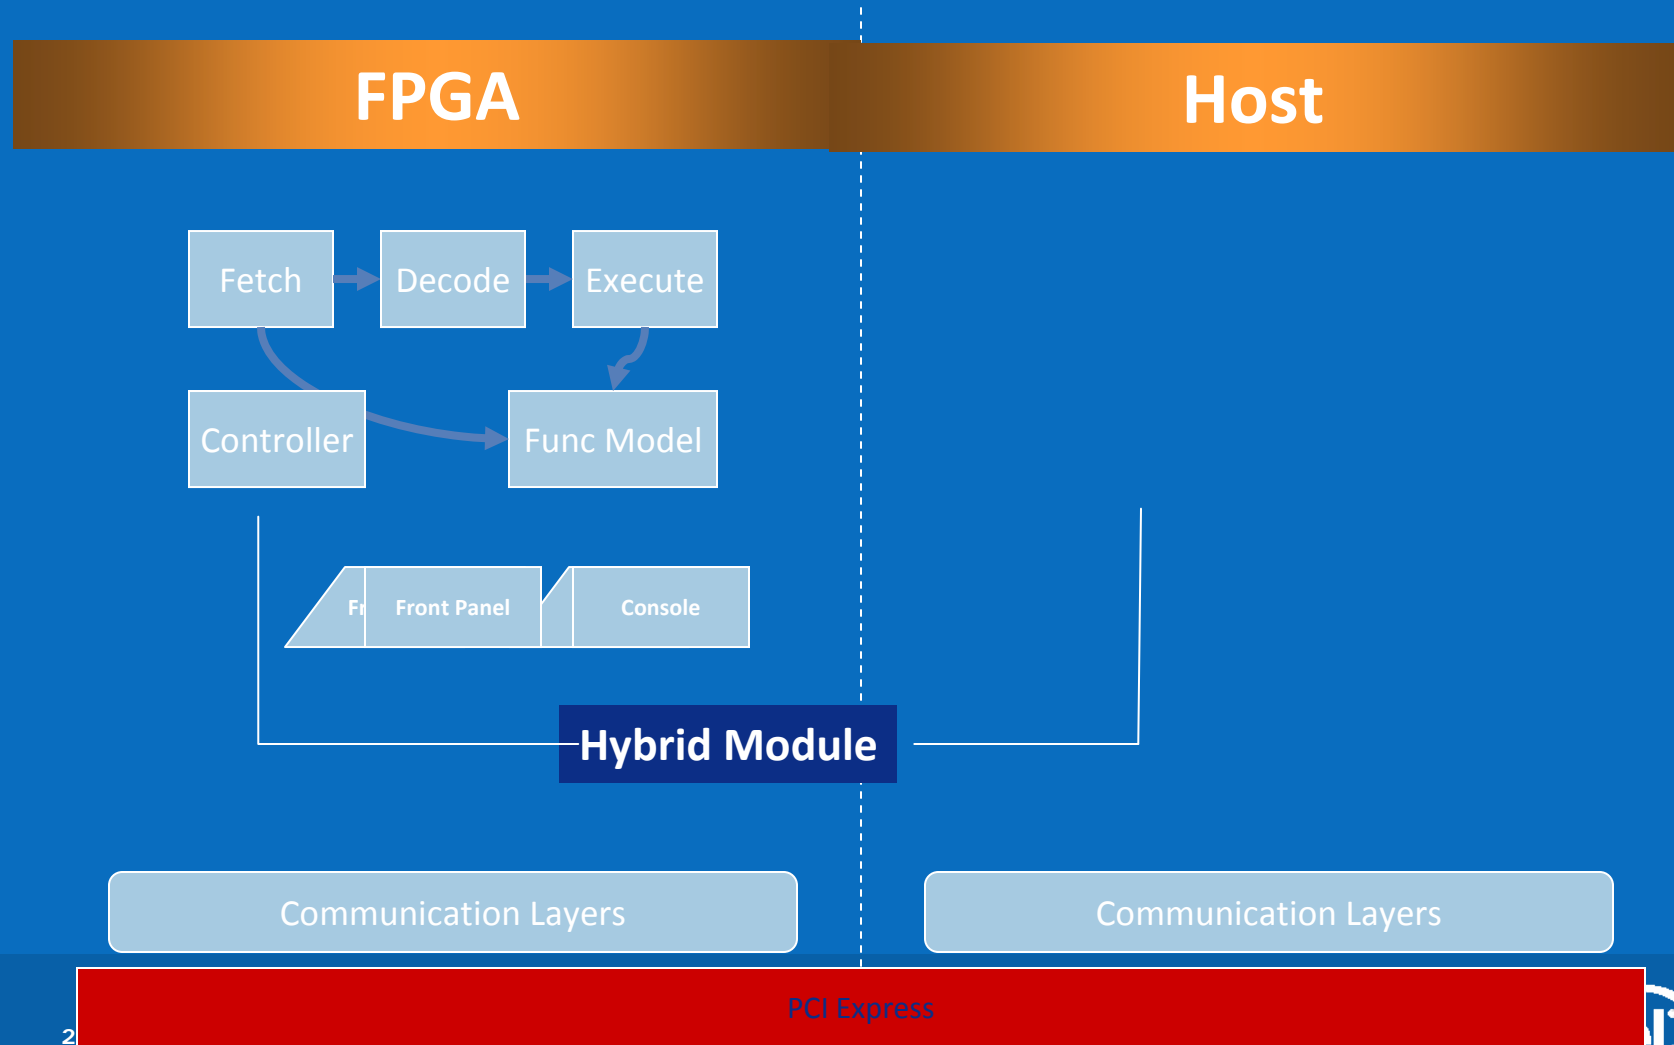 FPGA
Host
Fetch
Decode
Execute
Controller
Func Model
Fr
Front Panel
Console
Hybrid Module
Communication Layers
Communication Layers
PCI Express
2